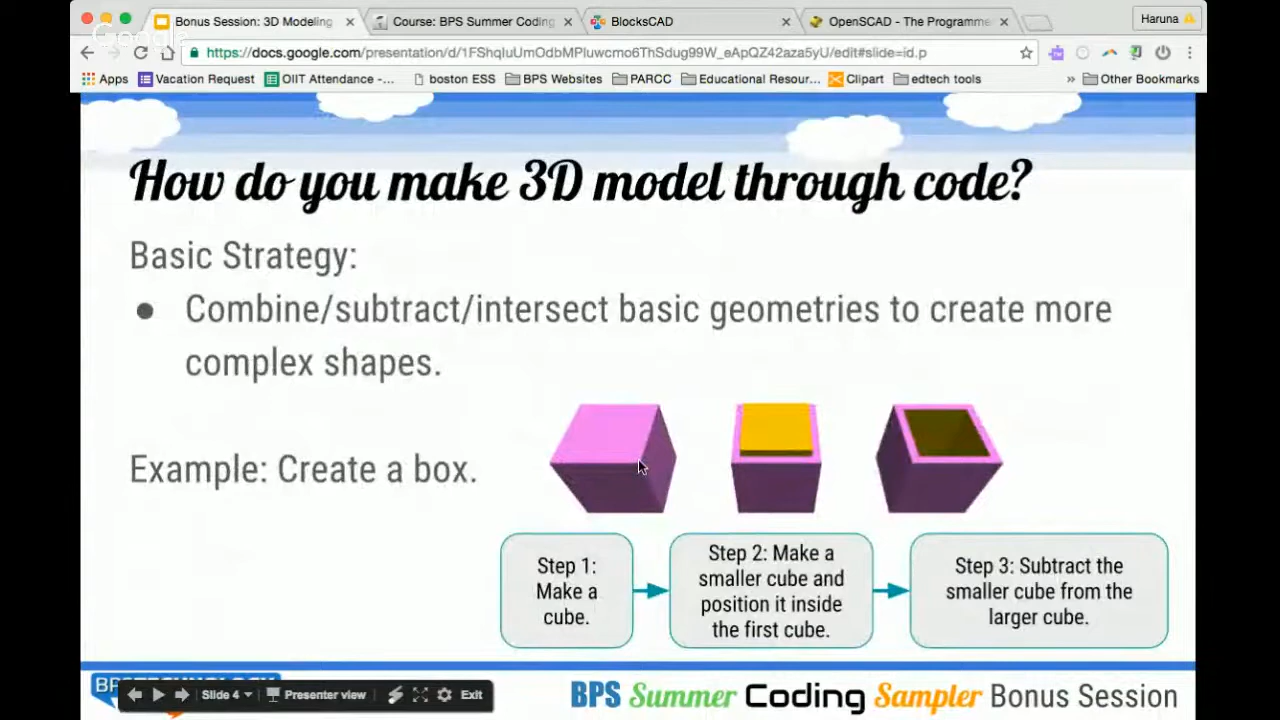 Bonus Session: 3D Modeling
Course: BPS Summer Coding
BlocksCAD
OpenSCAD - The Programme
Haruna
Google
https://docs.google.com/presentation/d/1FShqIuUmOdbMPluwcmo6ThSdug99W_eApQZ42aza5yU/edit#slide=id.p
Apps
Vacation Request
OIIT Attendance -...
boston ESS
BPS Websites
PARCC
Educational Resour...
Clipart
edtech tools
»
Other Bookmarks
How do you make 3D model through code?
Basic Strategy:
● Combine/subtract/intersect basic geometries to create more
complex shapes.
Example: Create a box.
Step 1:
Make a
cube.
Step 2: Make a
smaller cube and
position it inside
the first cube.
Step 3: Subtract the
smaller cube from the
larger cube.
Slide 4
Presenter view
Exit
BPS Summer Coding Sampler Bonus Session